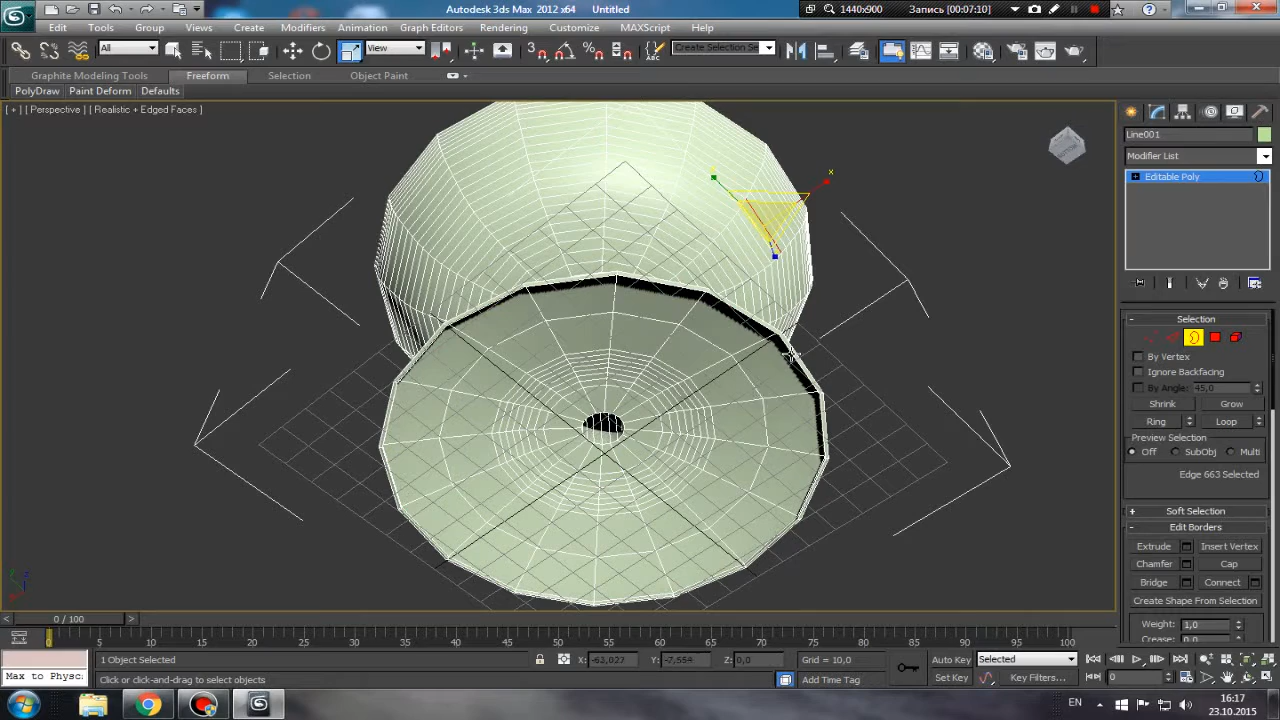 Autodesk 3ds Max 2012 x64 Untitled
1440x900 Запись [00:07:10]
Edit Tools Group Views Create Modifiers Animation Graph Editors Rendering Customize MAXScript Help
All View Create Selection Se
Graphite Modeling Tools Freeform Selection Object Paint
PolyDraw Paint Deform Defaults
[ + ] [ Perspective ] [ Realistic + Edged Faces ]
x
Line001
Modifier List
Editable Poly
Selection
By Vertex
Ignore Backfacing
By Angle: 45,0
Shrink Grow
Ring Loop
Preview Selection
Off SubObj Multi
Edge 663 Selected
Soft Selection
Edit Borders
Extrude Insert Vertex
Chamfer Cap
Bridge Connect
Create Shape From Selection
Weight: 1,0
Crease: 0,0
0 / 100
0 5 10 15 20 25 30 35 40 45 50 55 60 65 70 75 80 85 90 95 100
1 Object Selected X: -62,027 Y: -7,554 Z: 0,0 Grid = 10,0 Auto Key Selected
Max to Physc: Click or click-and-drag to select objects Add Time Tag Set Key Key Filters... 0
EN 16:17
23.10.2015